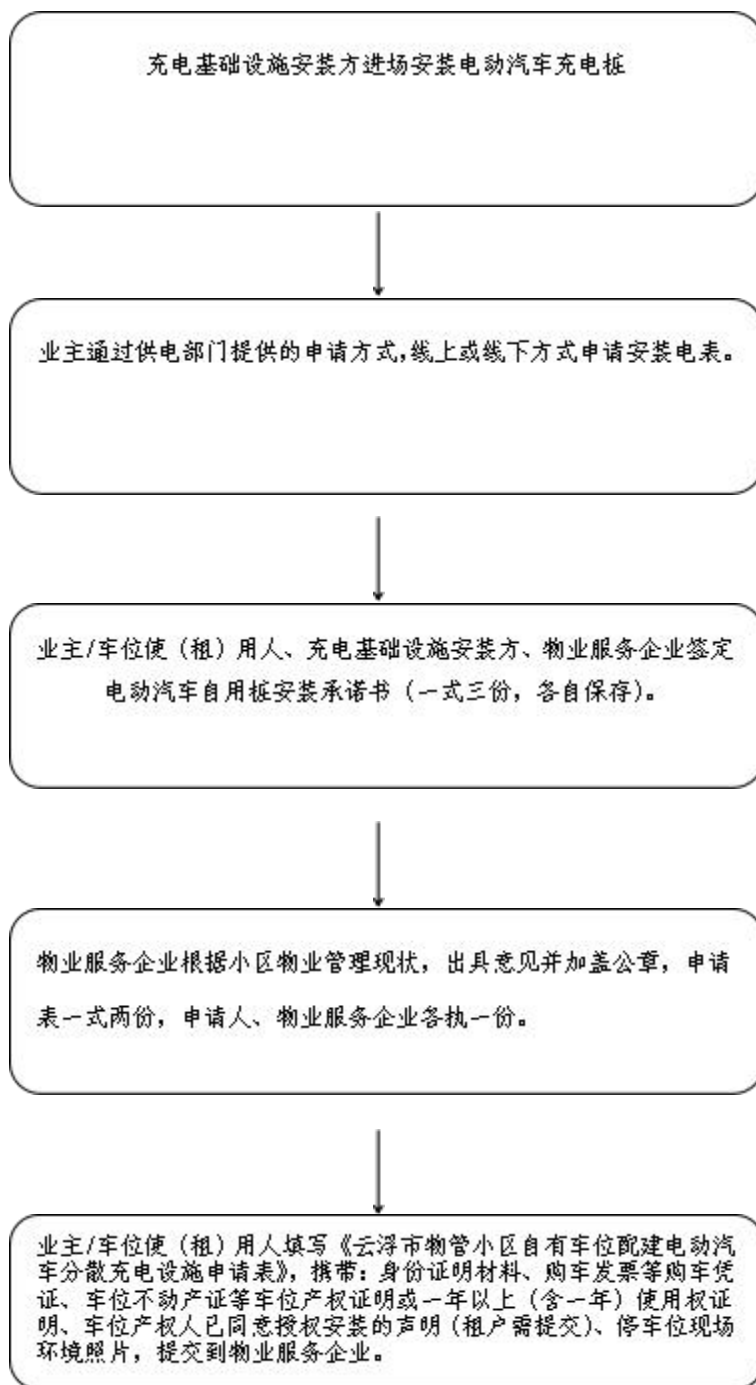 充电基础设施安装方进场安装电动汽车充电桩
业主通过供电部门提供的申请方式,线上或线下方式申请安装电表。
业主/车位使（租）用人、充电基础设施安装方、物业服务企业签定
电动汽车自用桩安装承诺书（一式三份，各自保存）。
物业服务企业根据小区物业管理现状，出具意见并加盖公章，申请
表一式两份，申请人、物业服务企业各执一份。
业主/车位使（租）用人填写《云浮市物管小区自有车位配建电动汽
车分散充电设施申请表》，携带：身份证明材料、购车发票等购车凭
证、车位不动产证等车位产权证明或一年以上（含一年）使用权证
明、车位产权人已同意授权安装的声明（租户需提交）、停车位现场
环境照片，提交到物业服务企业。